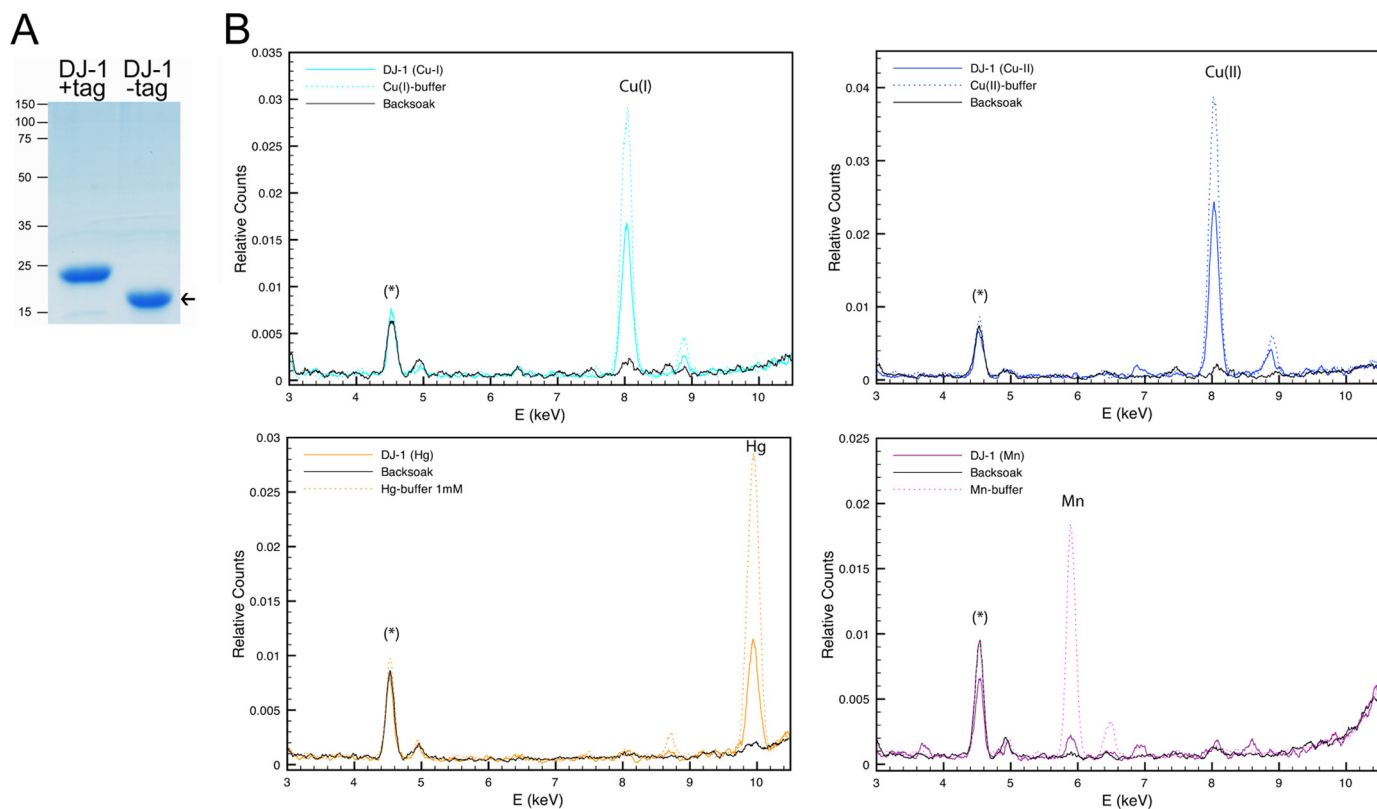 A
DJ-1 DJ-1
+tag -tag
150
100
75
50
35
25
15
B
0.035
0.03
0.025
0.02
0.015
0.01
0.005
0
Relative Counts
DJ-1 (Cu-I)
Cu(I)-buffer
Backsoak
Cu(I)
(*)
3 4 5 6 7 8 9 10
E (keV)
0.04
0.03
0.02
0.01
0
Relative Counts
DJ-1 (Cu-II)
Cu(II)-buffer
Backsoak
Cu(II)
(*)
3 4 5 6 7 8 9 10
E (keV)
0.03
0.025
0.02
0.015
0.01
0.005
0
Relative Counts
DJ-1 (Hg)
Backsoak
Hg-buffer 1mM
Hg
(*)
3 4 5 6 7 8 9 10
E (keV)
0.025
0.02
0.015
0.01
0.005
0
Relative Counts
DJ-1 (Mn)
Backsoak
Mn-buffer
Mn
(*)
3 4 5 6 7 8 9 10
E (keV)